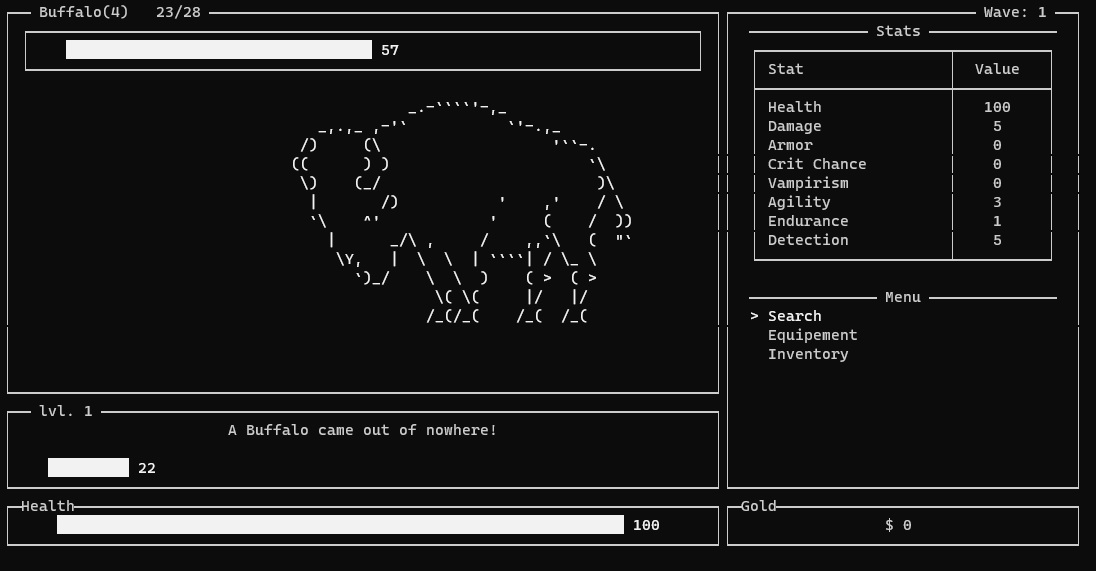 Buffalo(4) 23/28
57
lvl. 1
A Buffalo came out of nowhere!
22
Health
100
Wave: 1
Stats
Stat Value
Health 100
Damage 5
Armor 0
Crit Chance 0
Vampirism 0
Agility 3
Endurance 1
Detection 5
Menu
> Search
Equipement
Inventory
Gold
$ 0